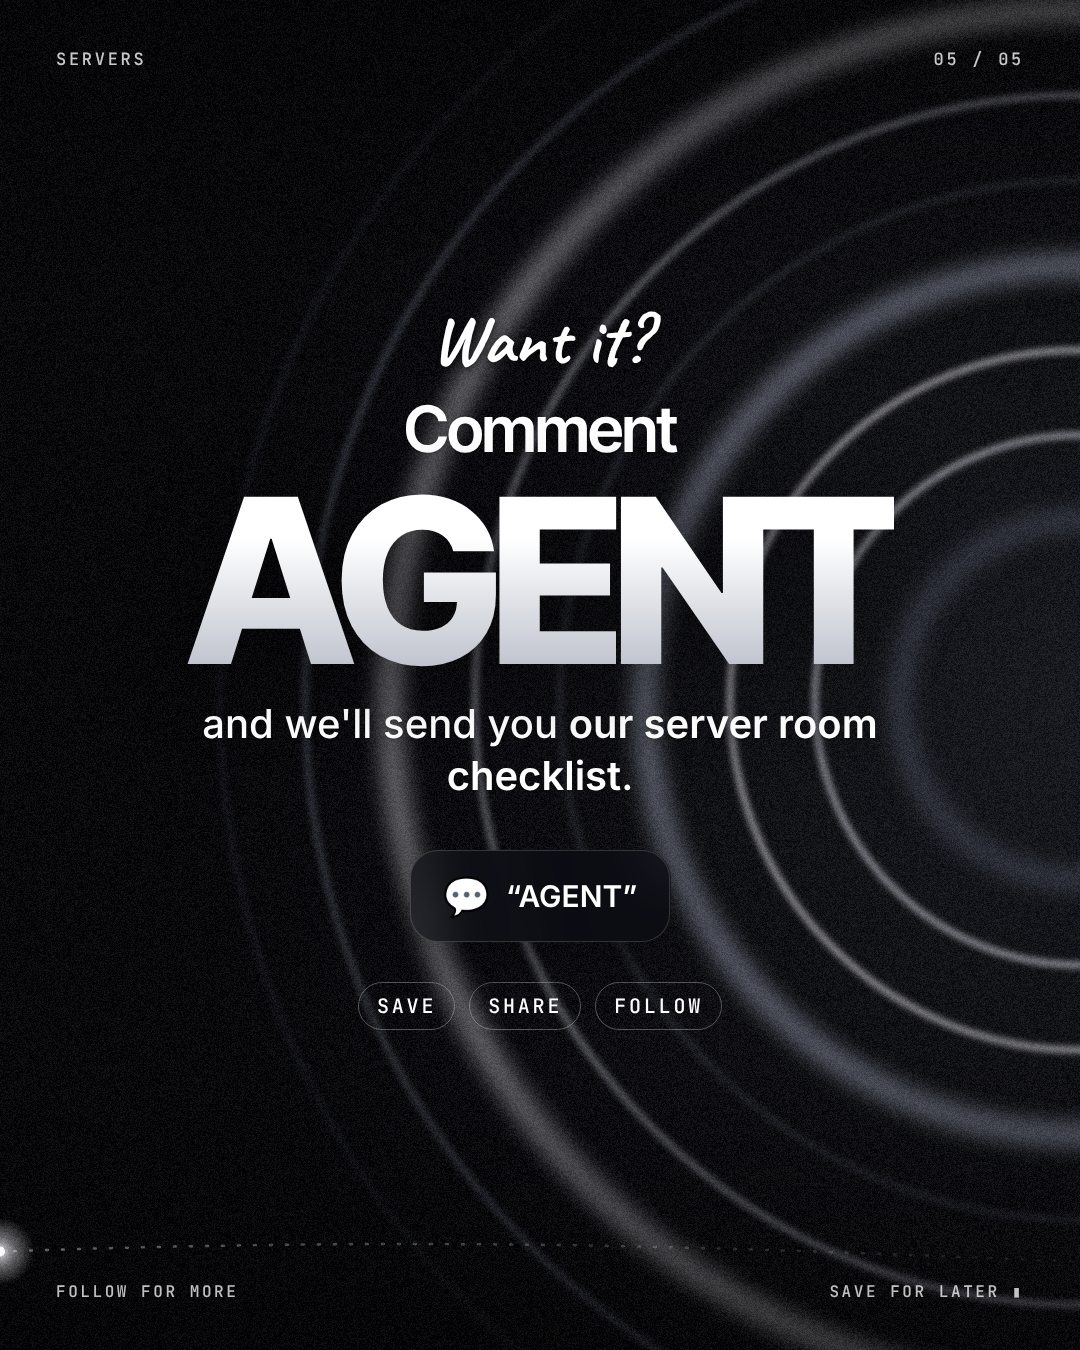 SERVERS
05 / 05
Want it?
Comment
AGENT
and we'll send you our server room
checklist.
💬 “AGENT”
SAVE SHARE FOLLOW
FOLLOW FOR MORE
SAVE FOR LATER